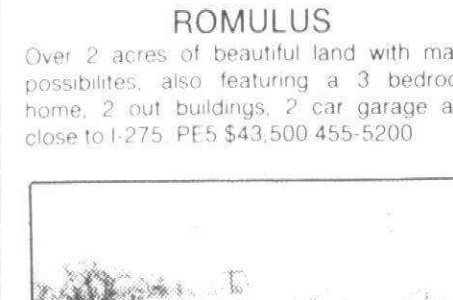 ROMULUS
Over 2 acres of beautiful land with ma
possibilites, also featuring a 3 bedroo
home, 2 out buildings, 2 car garage a
close to I-275. PE5 $43,500 455-5200